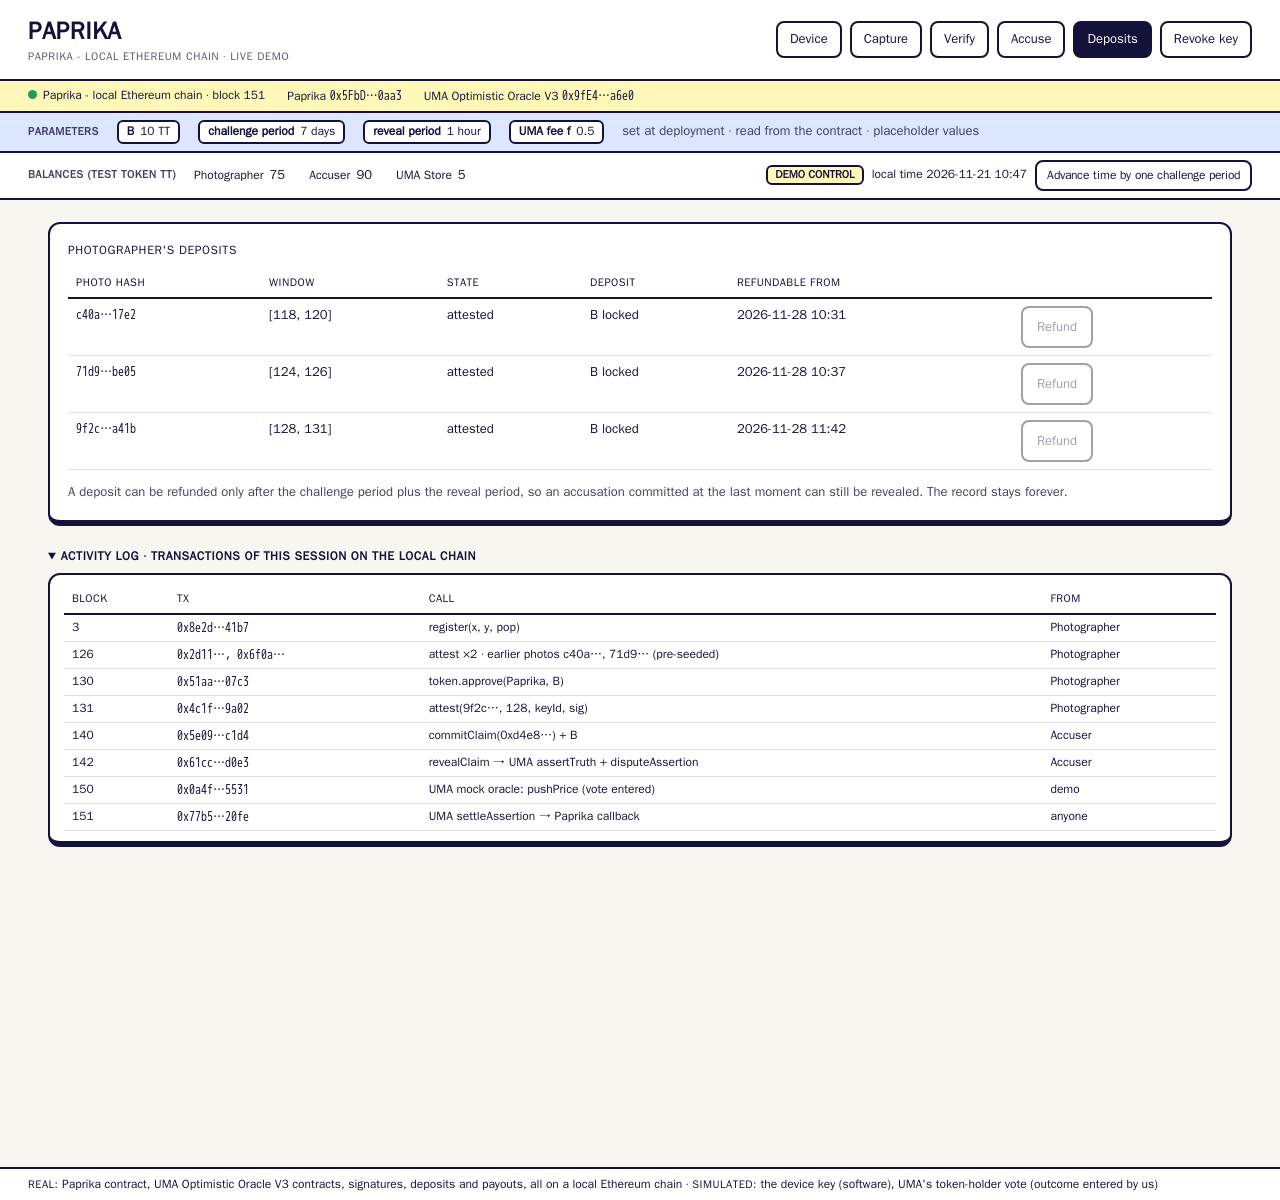 PAPRIKA
PAPRIKA - LOCAL ETHEREUM CHAIN · LIVE DEMO
Device Capture Verify Accuse Deposits Revoke key
Paprika - local Ethereum chain · block 151 Paprika 0x5FbD···0aa3 UMA Optimistic Oracle V3 0x9fE4···a6e0
PARAMETERS B 10 TT challenge period 7 days reveal period 1 hour UMA fee f 0.5 set at deployment · read from the contract · placeholder values
BALANCES (TEST TOKEN TT) Photographer 75 Accuser 90 UMA Store 5 DEMO CONTROL local time 2026-11-21 10:47 Advance time by one challenge period
PHOTOGRAPHER'S DEPOSITS
PHOTO HASH WINDOW STATE DEPOSIT REFUNDABLE FROM
c40a···17e2 [118, 120] attested B locked 2026-11-28 10:31 Refund
71d9···be05 [124, 126] attested B locked 2026-11-28 10:37 Refund
9f2c···a41b [128, 131] attested B locked 2026-11-28 11:42 Refund
A deposit can be refunded only after the challenge period plus the reveal period, so an accusation committed at the last moment can still be revealed. The record stays forever.
▼ ACTIVITY LOG · TRANSACTIONS OF THIS SESSION ON THE LOCAL CHAIN
BLOCK TX CALL FROM
3 0x8e2d···41b7 register(x, y, pop) Photographer
126 0x2d11···, 0x6f0a··· attest ×2 · earlier photos c40a···, 71d9··· (pre-seeded) Photographer
130 0x51aa···07c3 token.approve(Paprika, B) Photographer
131 0x4c1f···9a02 attest(9f2c···, 128, keyId, sig) Photographer
140 0x5e09···c1d4 commitClaim(0xd4e8···) + B Accuser
142 0x61cc···d0e3 revealClaim → UMA assertTruth + disputeAssertion Accuser
150 0x0a4f···5531 UMA mock oracle: pushPrice (vote entered) demo
151 0x77b5···20fe UMA settleAssertion → Paprika callback anyone
REAL: Paprika contract, UMA Optimistic Oracle V3 contracts, signatures, deposits and payouts, all on a local Ethereum chain · SIMULATED: the device key (software), UMA's token-holder vote (outcome entered by us)